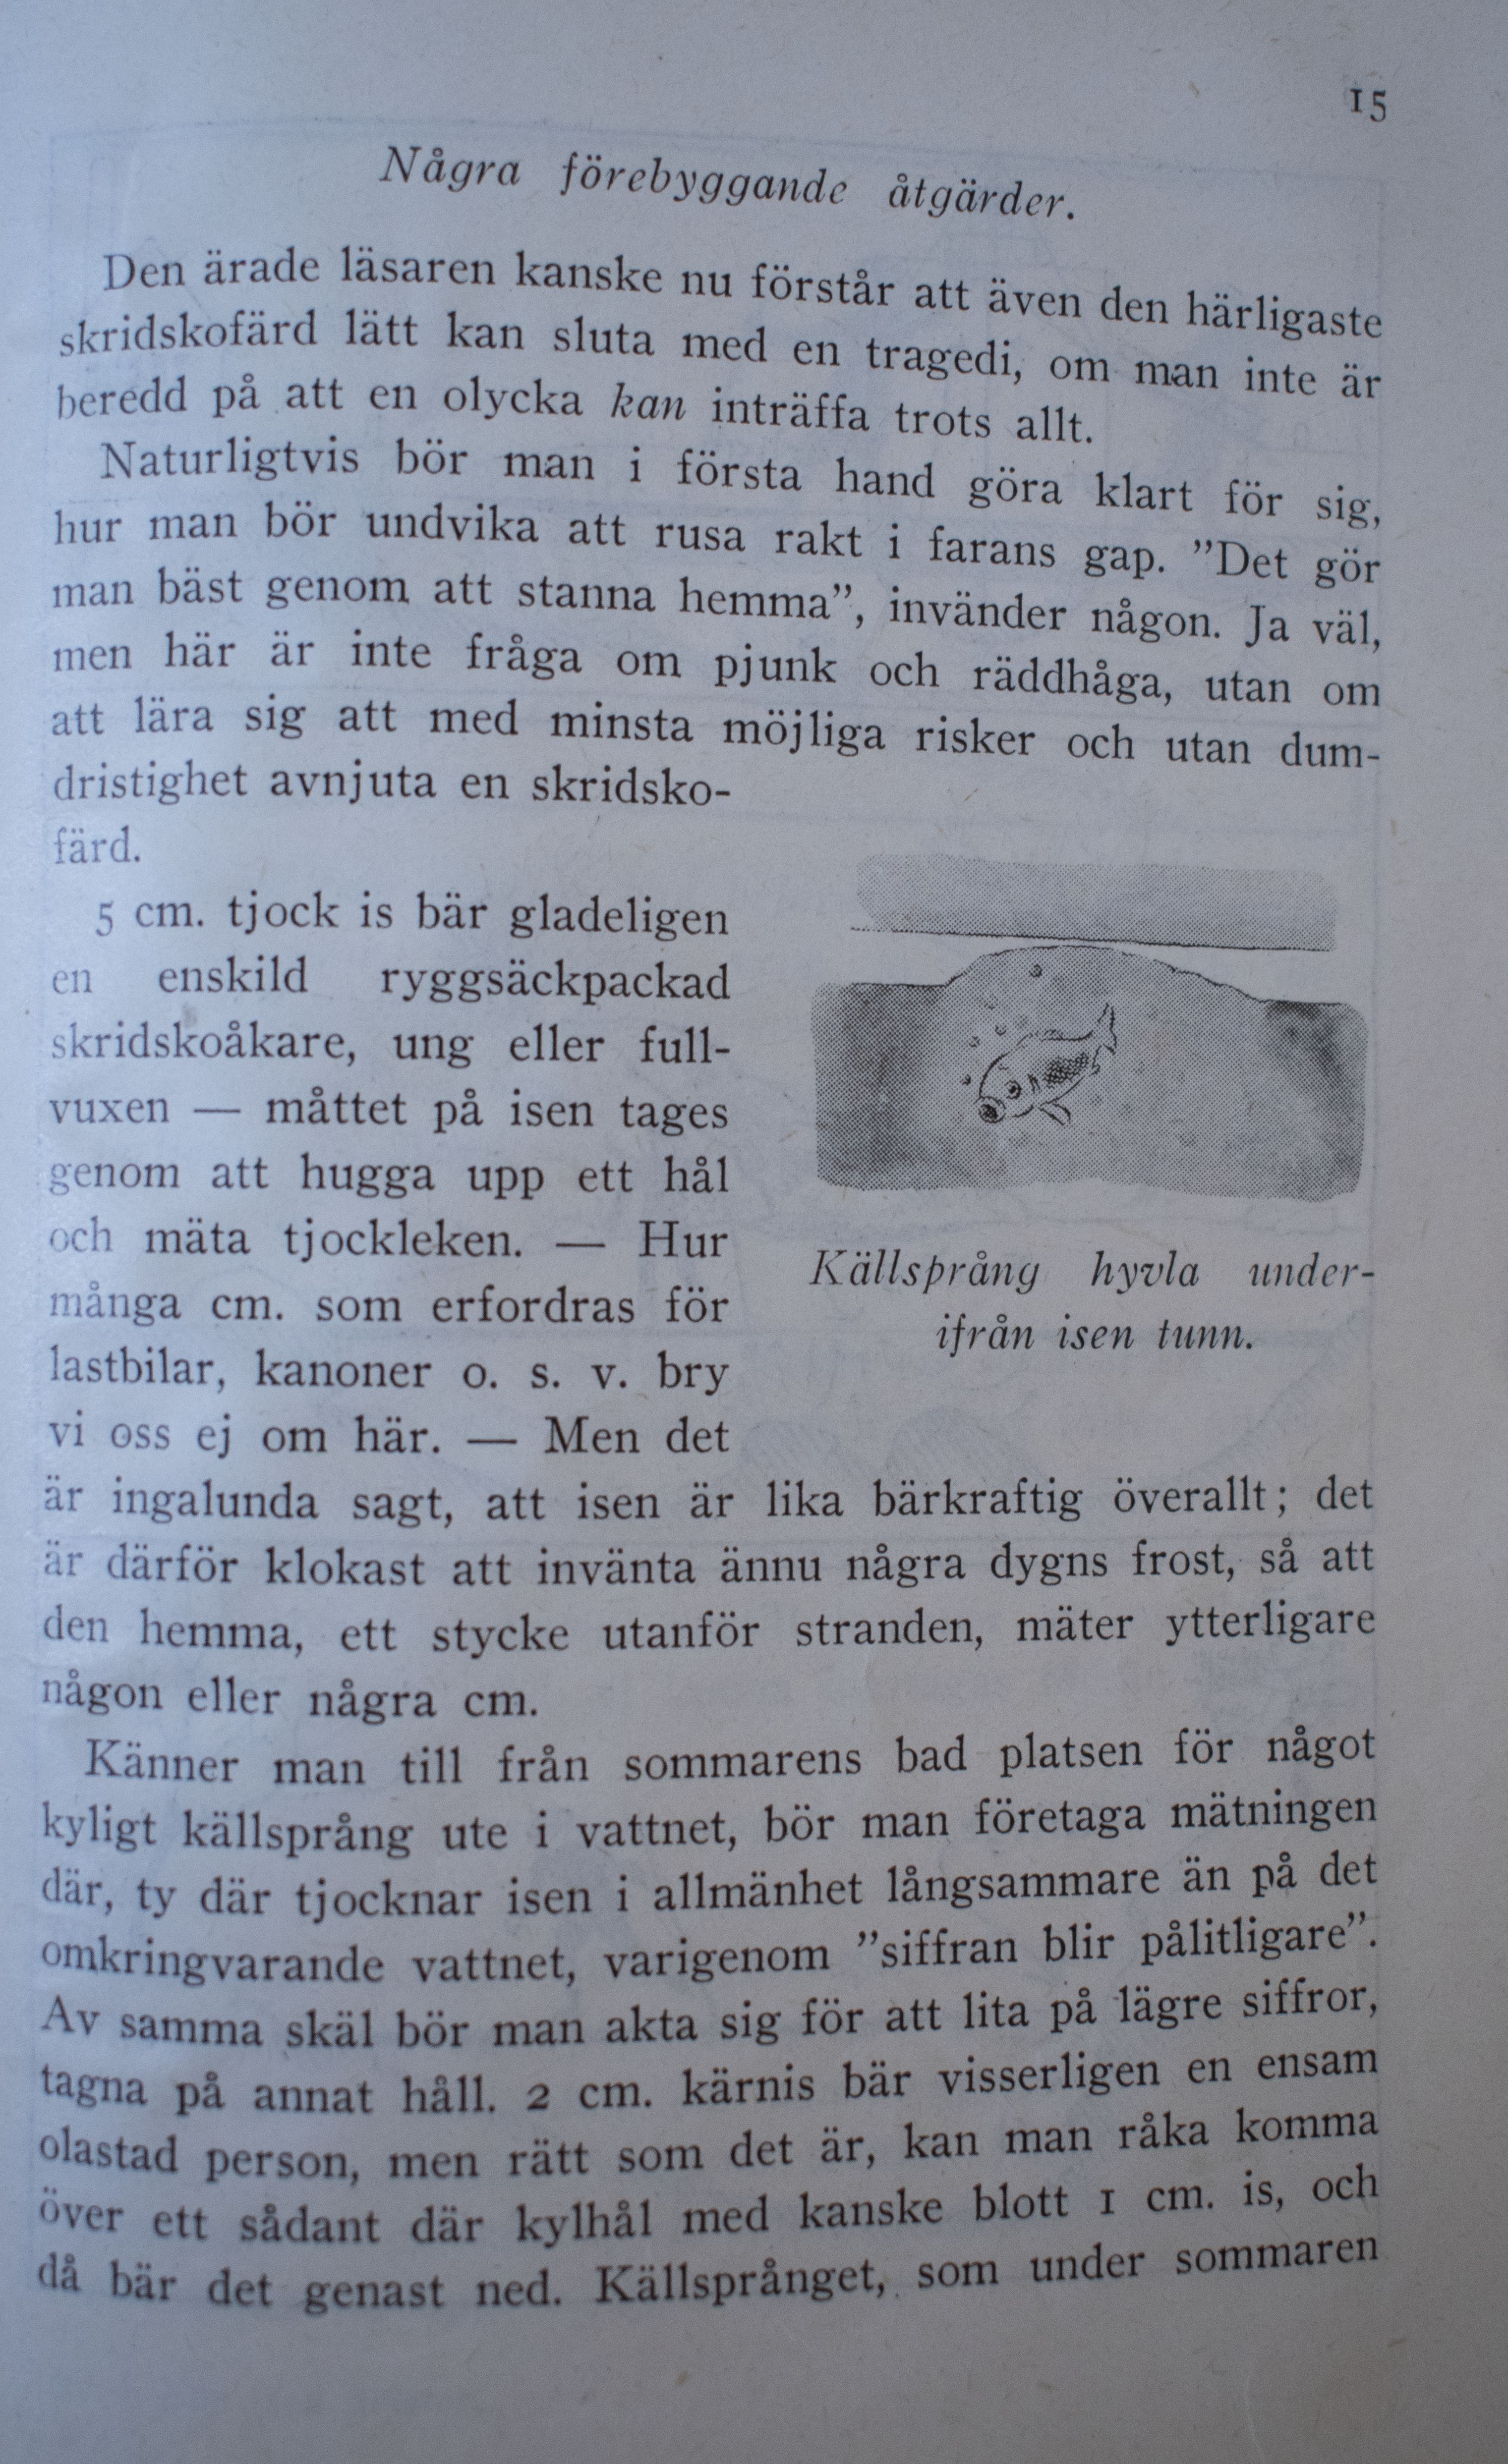 15
Några förebyggande åtgärder.
Den ärade läsaren kanske nu förstår att även den härligaste
skridskofärd lätt kan sluta med en tragedi, om man inte är
beredd på att en olycka kan inträffa trots allt.
Naturligtvis bör man i första hand göra klart för sig,
hur man bör undvika att rusa rakt i farans gap. ”Det gör
man bäst genom att stanna hemma”, invänder någon. Ja väl,
men här är inte fråga om pjunk och räddhåga, utan om
att lära sig att med minsta möjliga risker och utan dum-
dristighet avnjuta en skridsko-
färd.
5 cm. tjock is bär gladeligen
en enskild ryggsäckpackad
skridskoåkare, ung eller full-
vuxen — måttet på isen tages
genom att hugga upp ett hål
och mäta tjockleken. — Hur
många cm. som erfordras för
lastbilar, kanoner o. s. v. bry
vi oss ej om här. — Men det
Källsprång hyvla under-
ifrån isen tunn.
är ingalunda sagt, att isen är lika bärkraftig överallt; det
är därför klokast att invänta ännu några dygns frost, så att
den hemma, ett stycke utanför stranden, mäter ytterligare
någon eller några cm.
Känner man till från sommarens bad platsen för något
kyligt källsprång ute i vattnet, bör man företaga mätningen
där, ty där tjocknar isen i allmänhet långsammare än på det
omkringvarande vattnet, varigenom ”siffran blir pålitligare”.
Av samma skäl bör man akta sig för att lita på lägre siffror,
tagna på annat håll. 2 cm. kärnis bär visserligen en ensam
olastad person, men rätt som det är, kan man råka komma
över ett sådant där kylhål med kanske blott 1 cm. is, och
då bär det genast ned. Källsprånget, som under sommaren